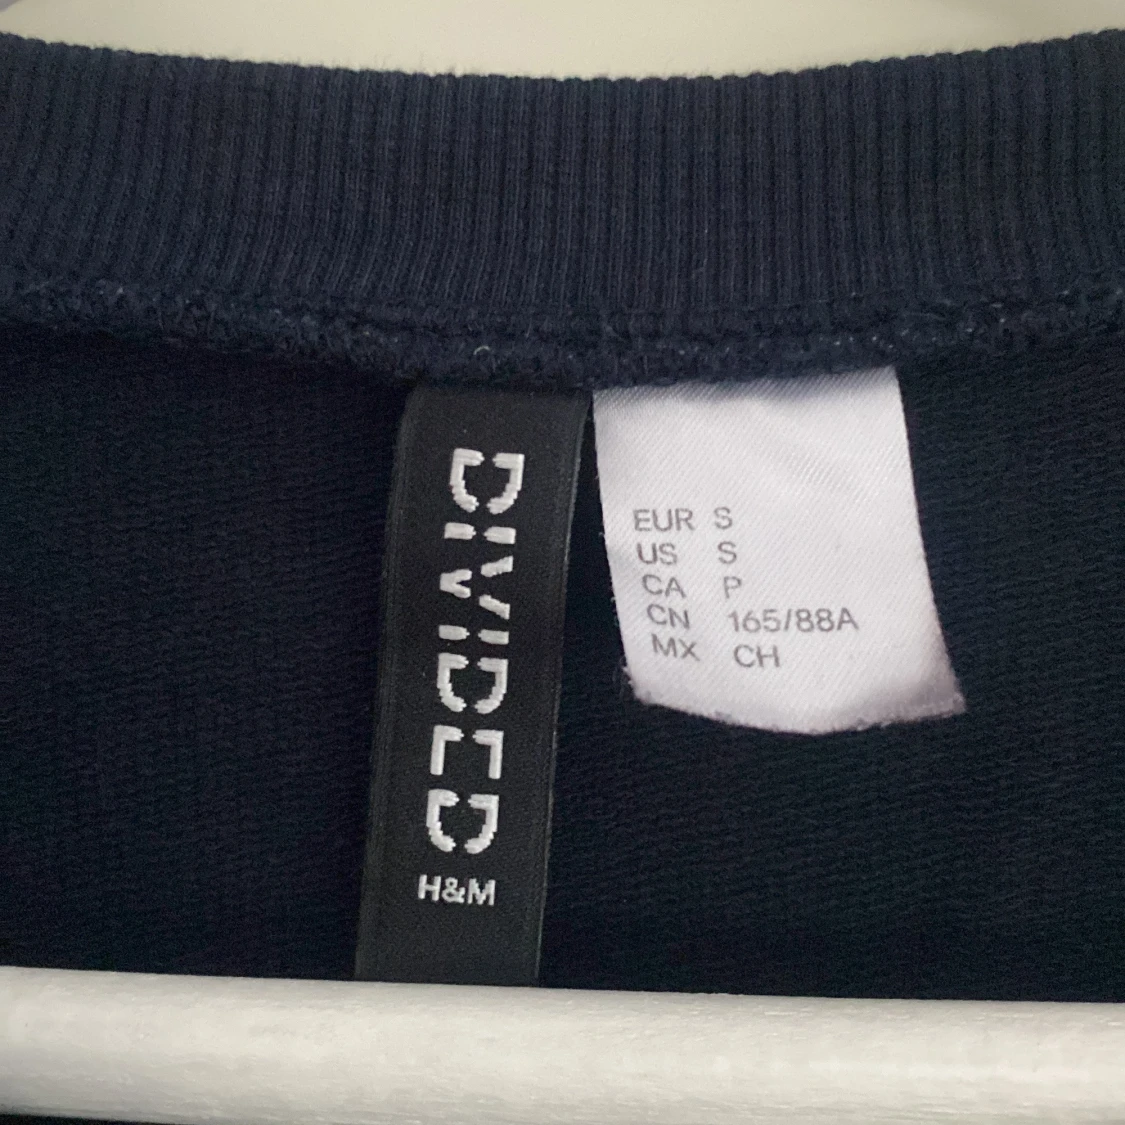 DIVIDED
H&M
EUR S
US S
CA P
CN 165/88A
MX CH